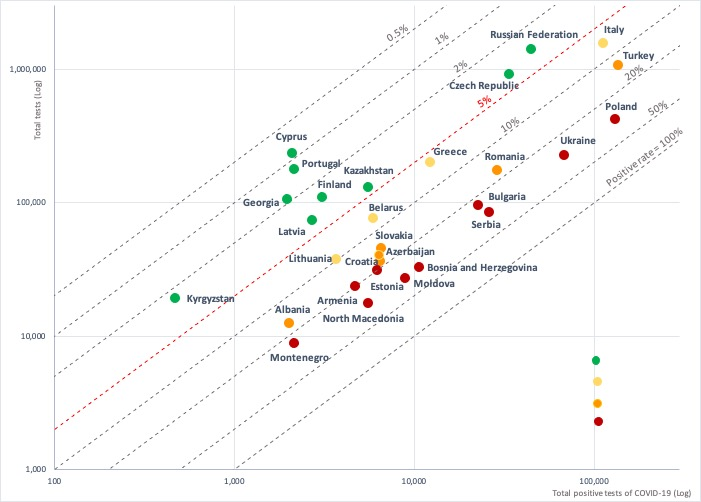 0.5%
1%
2%
5%
10%
20%
50%
Positive rate = 100%
Italy
Russian Federation
Turkey
Czech Republic
Poland
Ukraine
Cyprus
Portugal
Kazakhstan
Greece
Romania
Finland
Georgia
Belarus
Bulgaria
Latvia
Serbia
Slovakia
Azerbaijan
Lithuania
Croatia
Bosnia and Herzegovina
Estonia
Moldova
Kyrgyzstan
Armenia
Albania
North Macedonia
Montenegro
Total tests (Log)
1,000,000
100,000
10,000
1,000
100
1,000
10,000
100,000
Total positive tests of COVID-19 (Log)